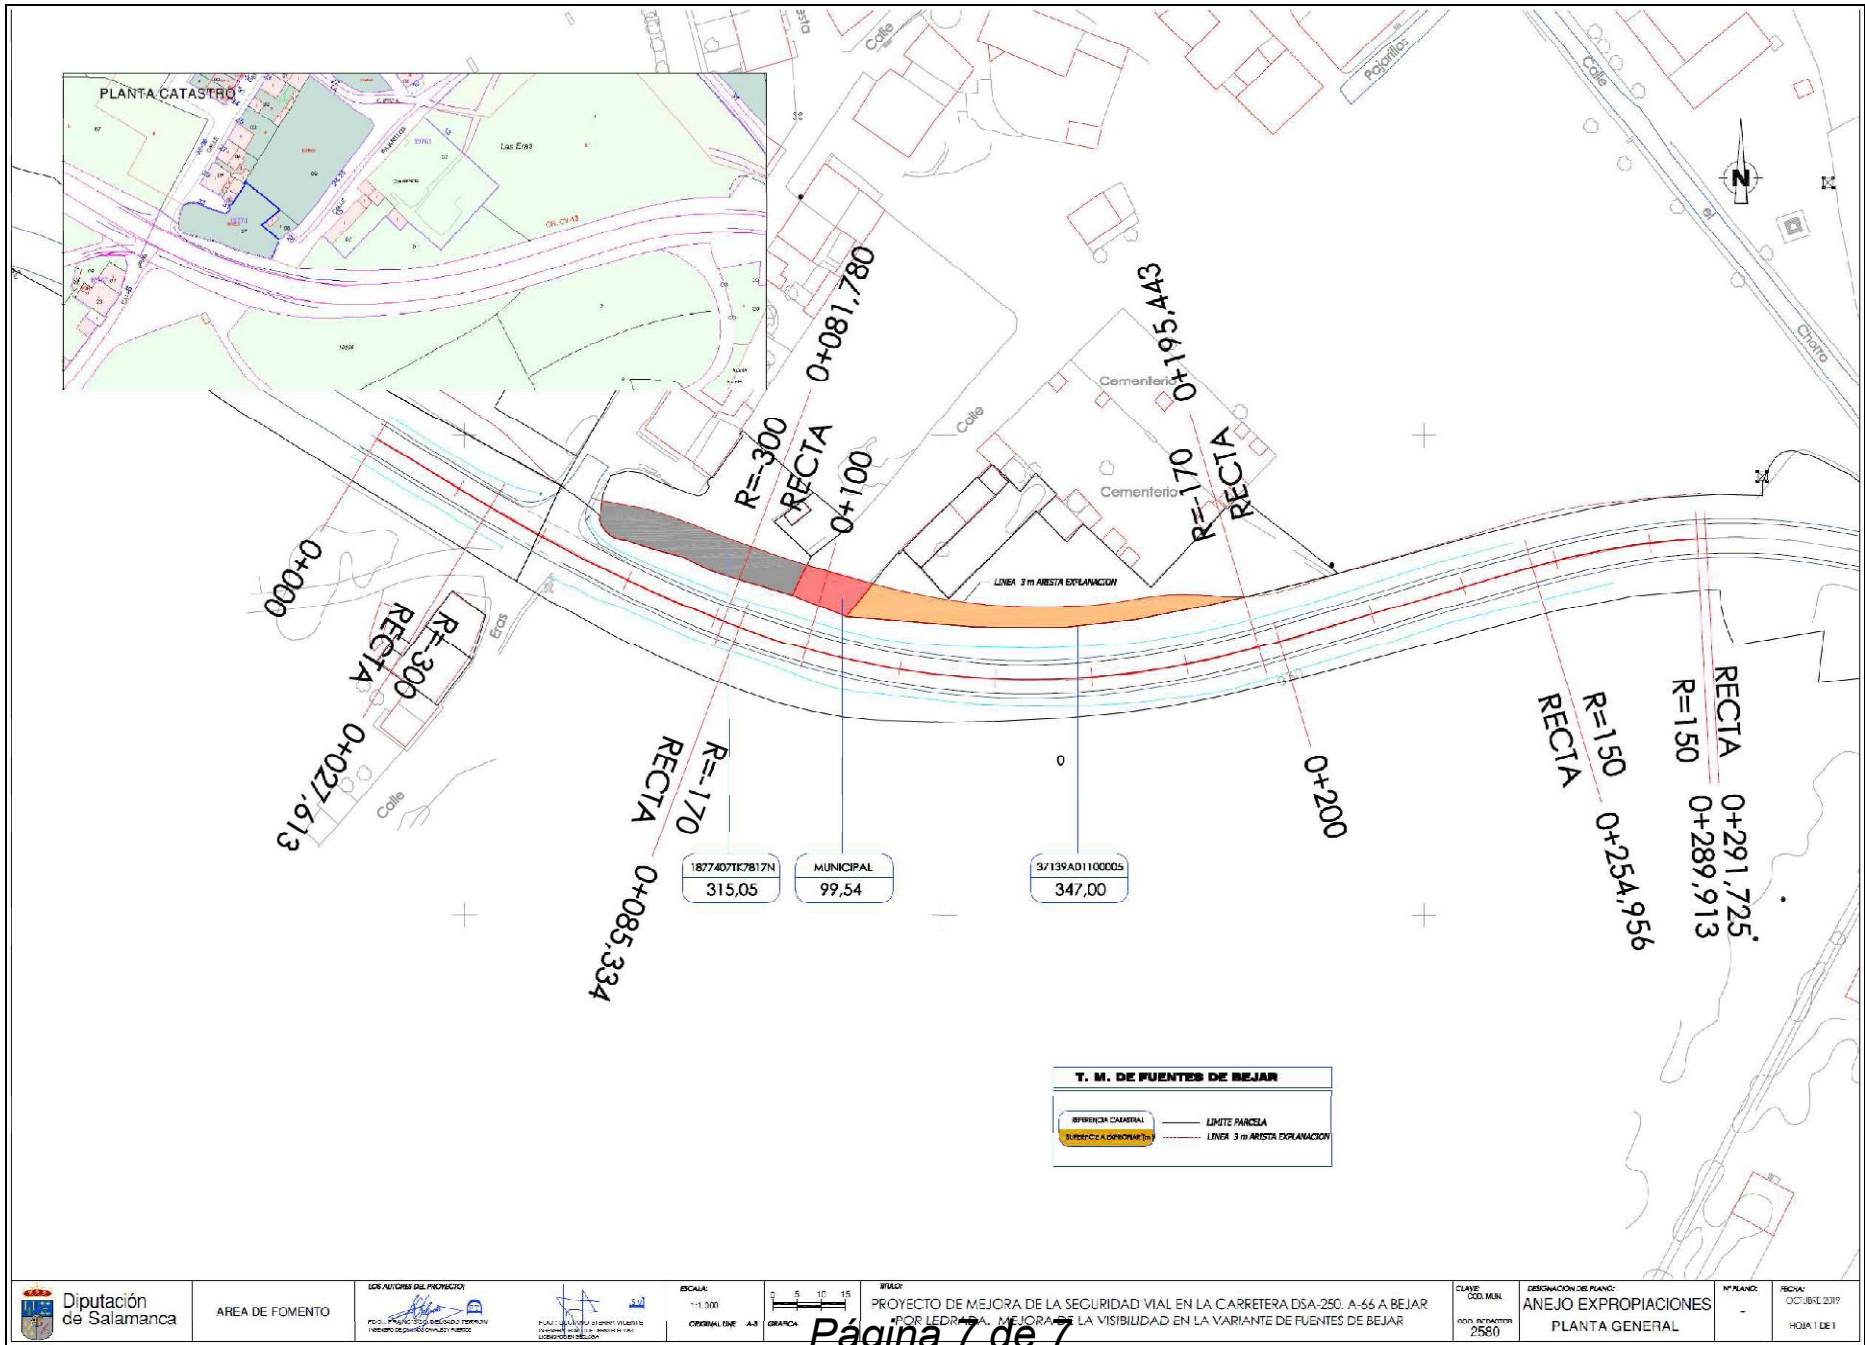 PLANTA CATASTRO
Las Eras
CR. CV-13
Calle
Pajarillos
Calle
el
Chorro
N
Cementerio
Cementerio
Calle
Eras
Calle
LINEA 3 m ARISTA EXPLANACION
0+000
RECTA
R=-300
0+027,613
R=-300
RECTA
0+081,780
0+100
RECTA
R=-170
0+085,334
R=-170
RECTA
0+195,443
0+200
RECTA
R=150
0+254,956
R=150
RECTA
0+289,913
0+291,725
0
1877407TK7817N
315,05
MUNICIPAL
99,54
37139A01100005
347,00
T. M. DE FUENTES DE BEJAR
REFERENCIA CATASTRAL
LIMITE PARCELA
SUPERFICIE A EXPROPIAR (m²)
LINEA 3 m ARISTA EXPLANACION
Diputación
de Salamanca
AREA DE FOMENTO
LOS AUTORES DEL PROYECTO:
ESCALA:
1:1.000
ORIGINAL UNE A-3
GRAFICA
0 5 10 15
TITULO:
PROYECTO DE MEJORA DE LA SEGURIDAD VIAL EN LA CARRETERA DSA-250. A-66 A BEJAR
POR LEDRADA. MEJORA DE LA VISIBILIDAD EN LA VARIANTE DE FUENTES DE BEJAR
CLAVE:
COD. MUN.
COD. REDACTOR
2580
DESIGNACION DEL PLANO:
ANEJO EXPROPIACIONES
PLANTA GENERAL
Nº PLANO:
-
FECHA:
OCTUBRE 2019
HOJA 1 DE 1
Página 7 de 7